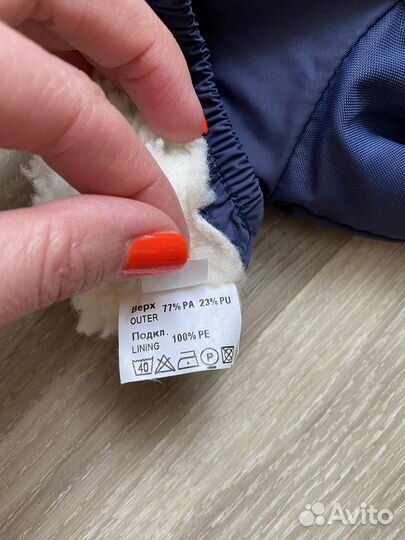 верх 77% PA 23% PU
OUTER
Подкл. 100% PE
LINING
40 P
Avito